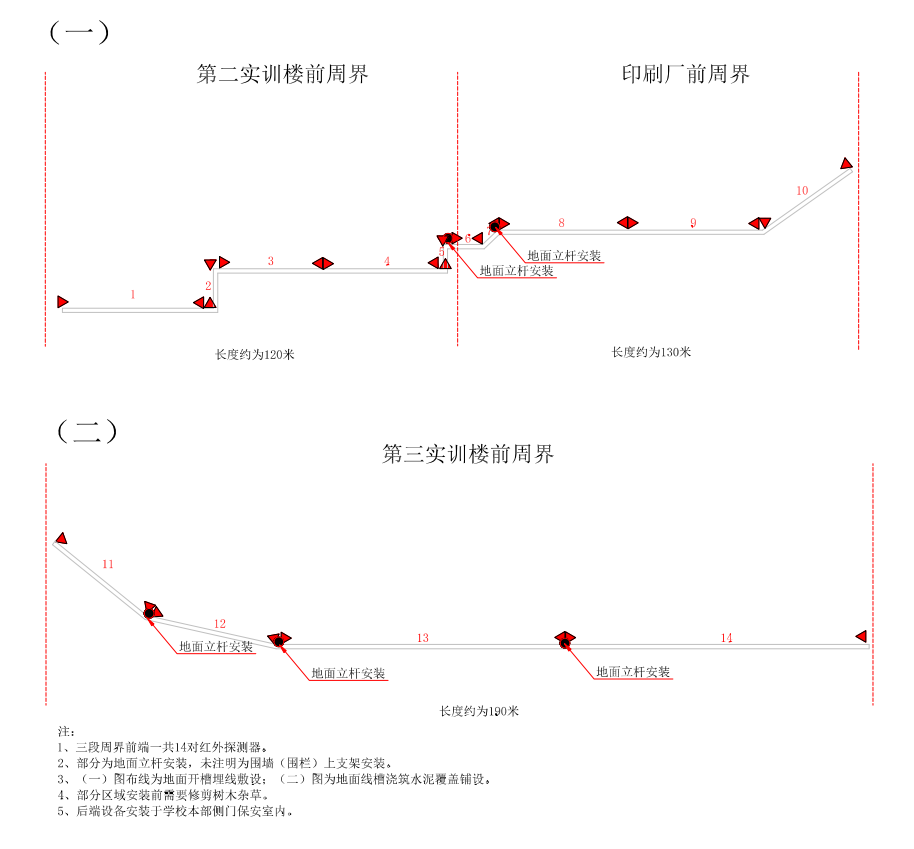 （一）
第二实训楼前周界
印刷厂前周界
10
8
9
7
6
5
地面立杆安装
地面立杆安装
3
4
2
1
长度约为120米
长度约为130米
（二）
第三实训楼前周界
11
12
13
14
地面立杆安装
地面立杆安装
地面立杆安装
长度约为190米
注：
1、三段周界前端一共14对红外探测器。
2、部分为地面立杆安装，未注明为围墙（围栏）上支架安装。
3、（一）图布线为地面开槽埋线敷设；（二）图为地面线槽浇筑水泥覆盖铺设。
4、部分区域安装前需要修剪树木杂草。
5、后端设备安装于学校本部侧门保安室内。